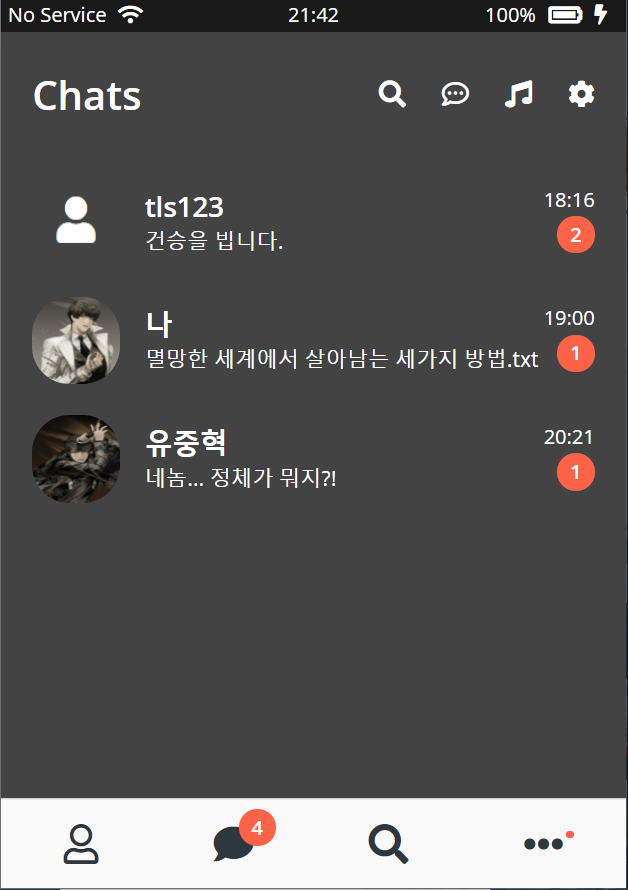 No Service 21:42 100%
Chats
tls123 18:16
건승을 빕니다. 2
나 19:00
멸망한 세계에서 살아남는 세가지 방법.txt 1
유중혁 20:21
네놈... 정체가 뭐지?! 1
4